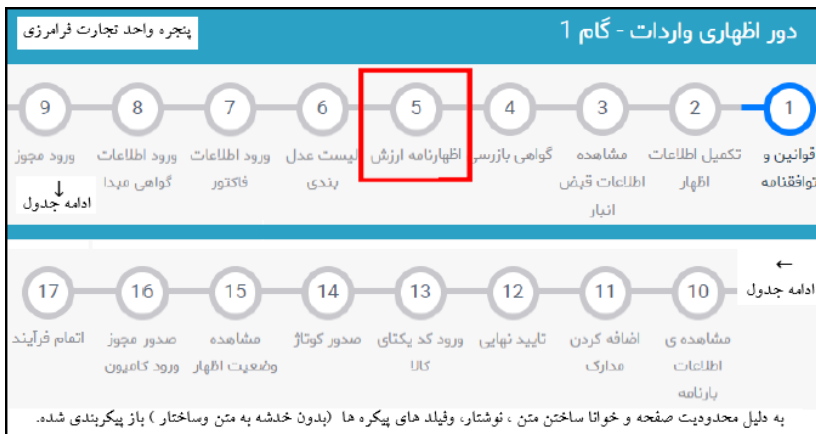 دور اظهاری واردات - گام 1
پنجره واحد تجارت فرامرزی
1
2
3
4
5
6
7
8
9
قوانین و
توافقنامه
تکمیل اطلاعات
اظهار
مشاهده
اطلاعات قبض
انبار
گواهی بازرسی
اظهارنامه ارزش
لیست عدل
بندی
ورود اطلاعات
فاکتور
ورود اطلاعات
گواهی مبدا
ورود مجوز
↓
ادامه جدول
←
ادامه جدول
10
11
12
13
14
15
16
17
مشاهده ی
اطلاعات
بارنامه
اضافه کردن
مدارک
تایید نهایی
ورود کد یکتای
کالا
صدور کوتاژ
مشاهده
وضعیت اظهار
صدور مجوز
ورود کامیون
اتمام فرآیند
به دلیل محدودیت صفحه و خوانا ساختن متن ، نوشتار، وفیلد های پیکره ها (بدون خدشه به متن وساختار ) باز پیکربندی شده.